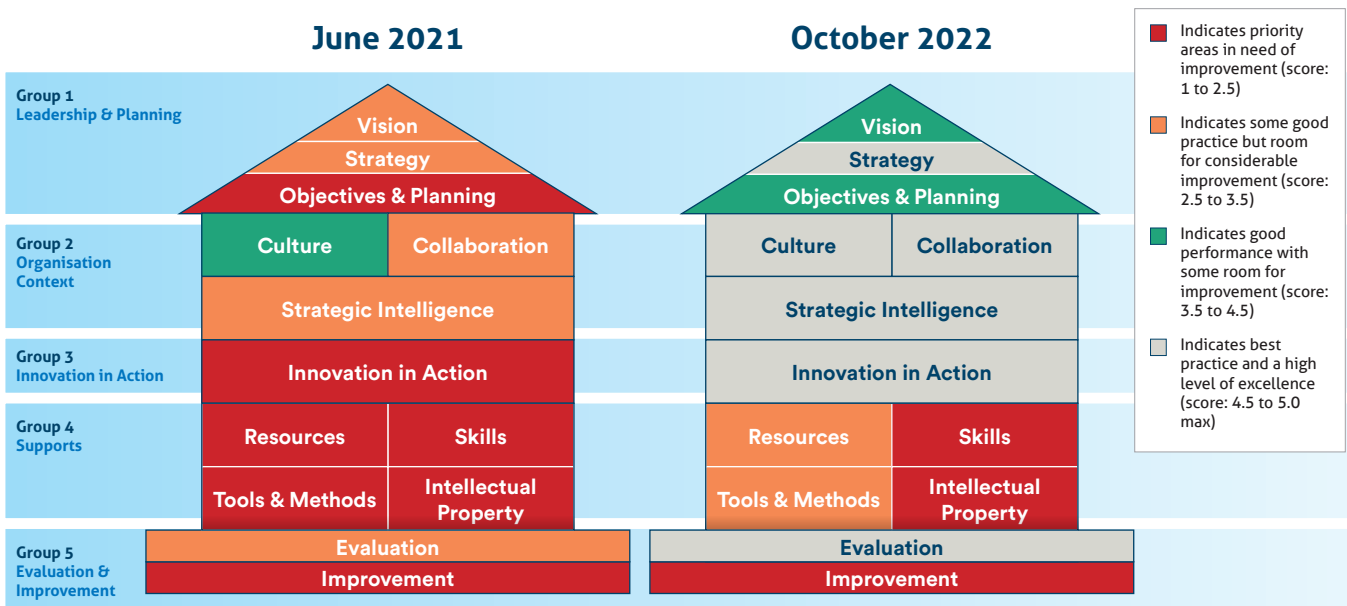 June 2021
October 2022
Group 1
Leadership & Planning
Vision
Strategy
Objectives & Planning
Vision
Strategy
Objectives & Planning
Group 2
Organisation
Context
Culture
Collaboration
Strategic Intelligence
Culture
Collaboration
Strategic Intelligence
Group 3
Innovation in Action
Innovation in Action
Innovation in Action
Group 4
Supports
Resources
Skills
Tools & Methods
Intellectual
Property
Resources
Skills
Tools & Methods
Intellectual
Property
Group 5
Evaluation &
Improvement
Evaluation
Improvement
Evaluation
Improvement
Indicates priority
areas in need of
improvement (score:
1 to 2.5)
Indicates some good
practice but room
for considerable
improvement (score:
2.5 to 3.5)
Indicates good
performance with
some room for
improvement (score:
3.5 to 4.5)
Indicates best
practice and a high
level of excellence
(score: 4.5 to 5.0
max)